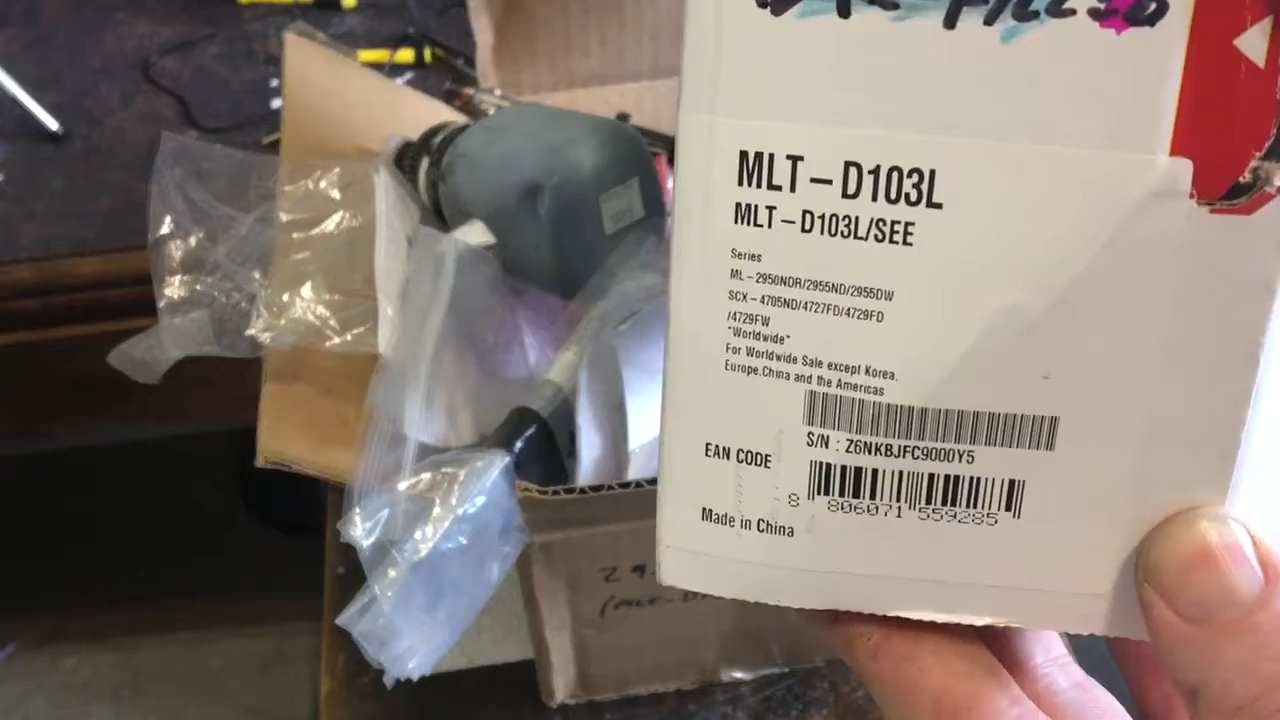 FILLED
MLT-D103L
MLT-D103L/SEE
Series
ML-2950NDR/2955ND/2955DW
SCX-4705ND/4727FD/4729FD
/4729FW
"Worldwide"
For Worldwide Sale except Korea,
Europe.China and the Americas
S/N : Z6NKBJFC9000Y5
EAN CODE
8 806071 559285
Made in China